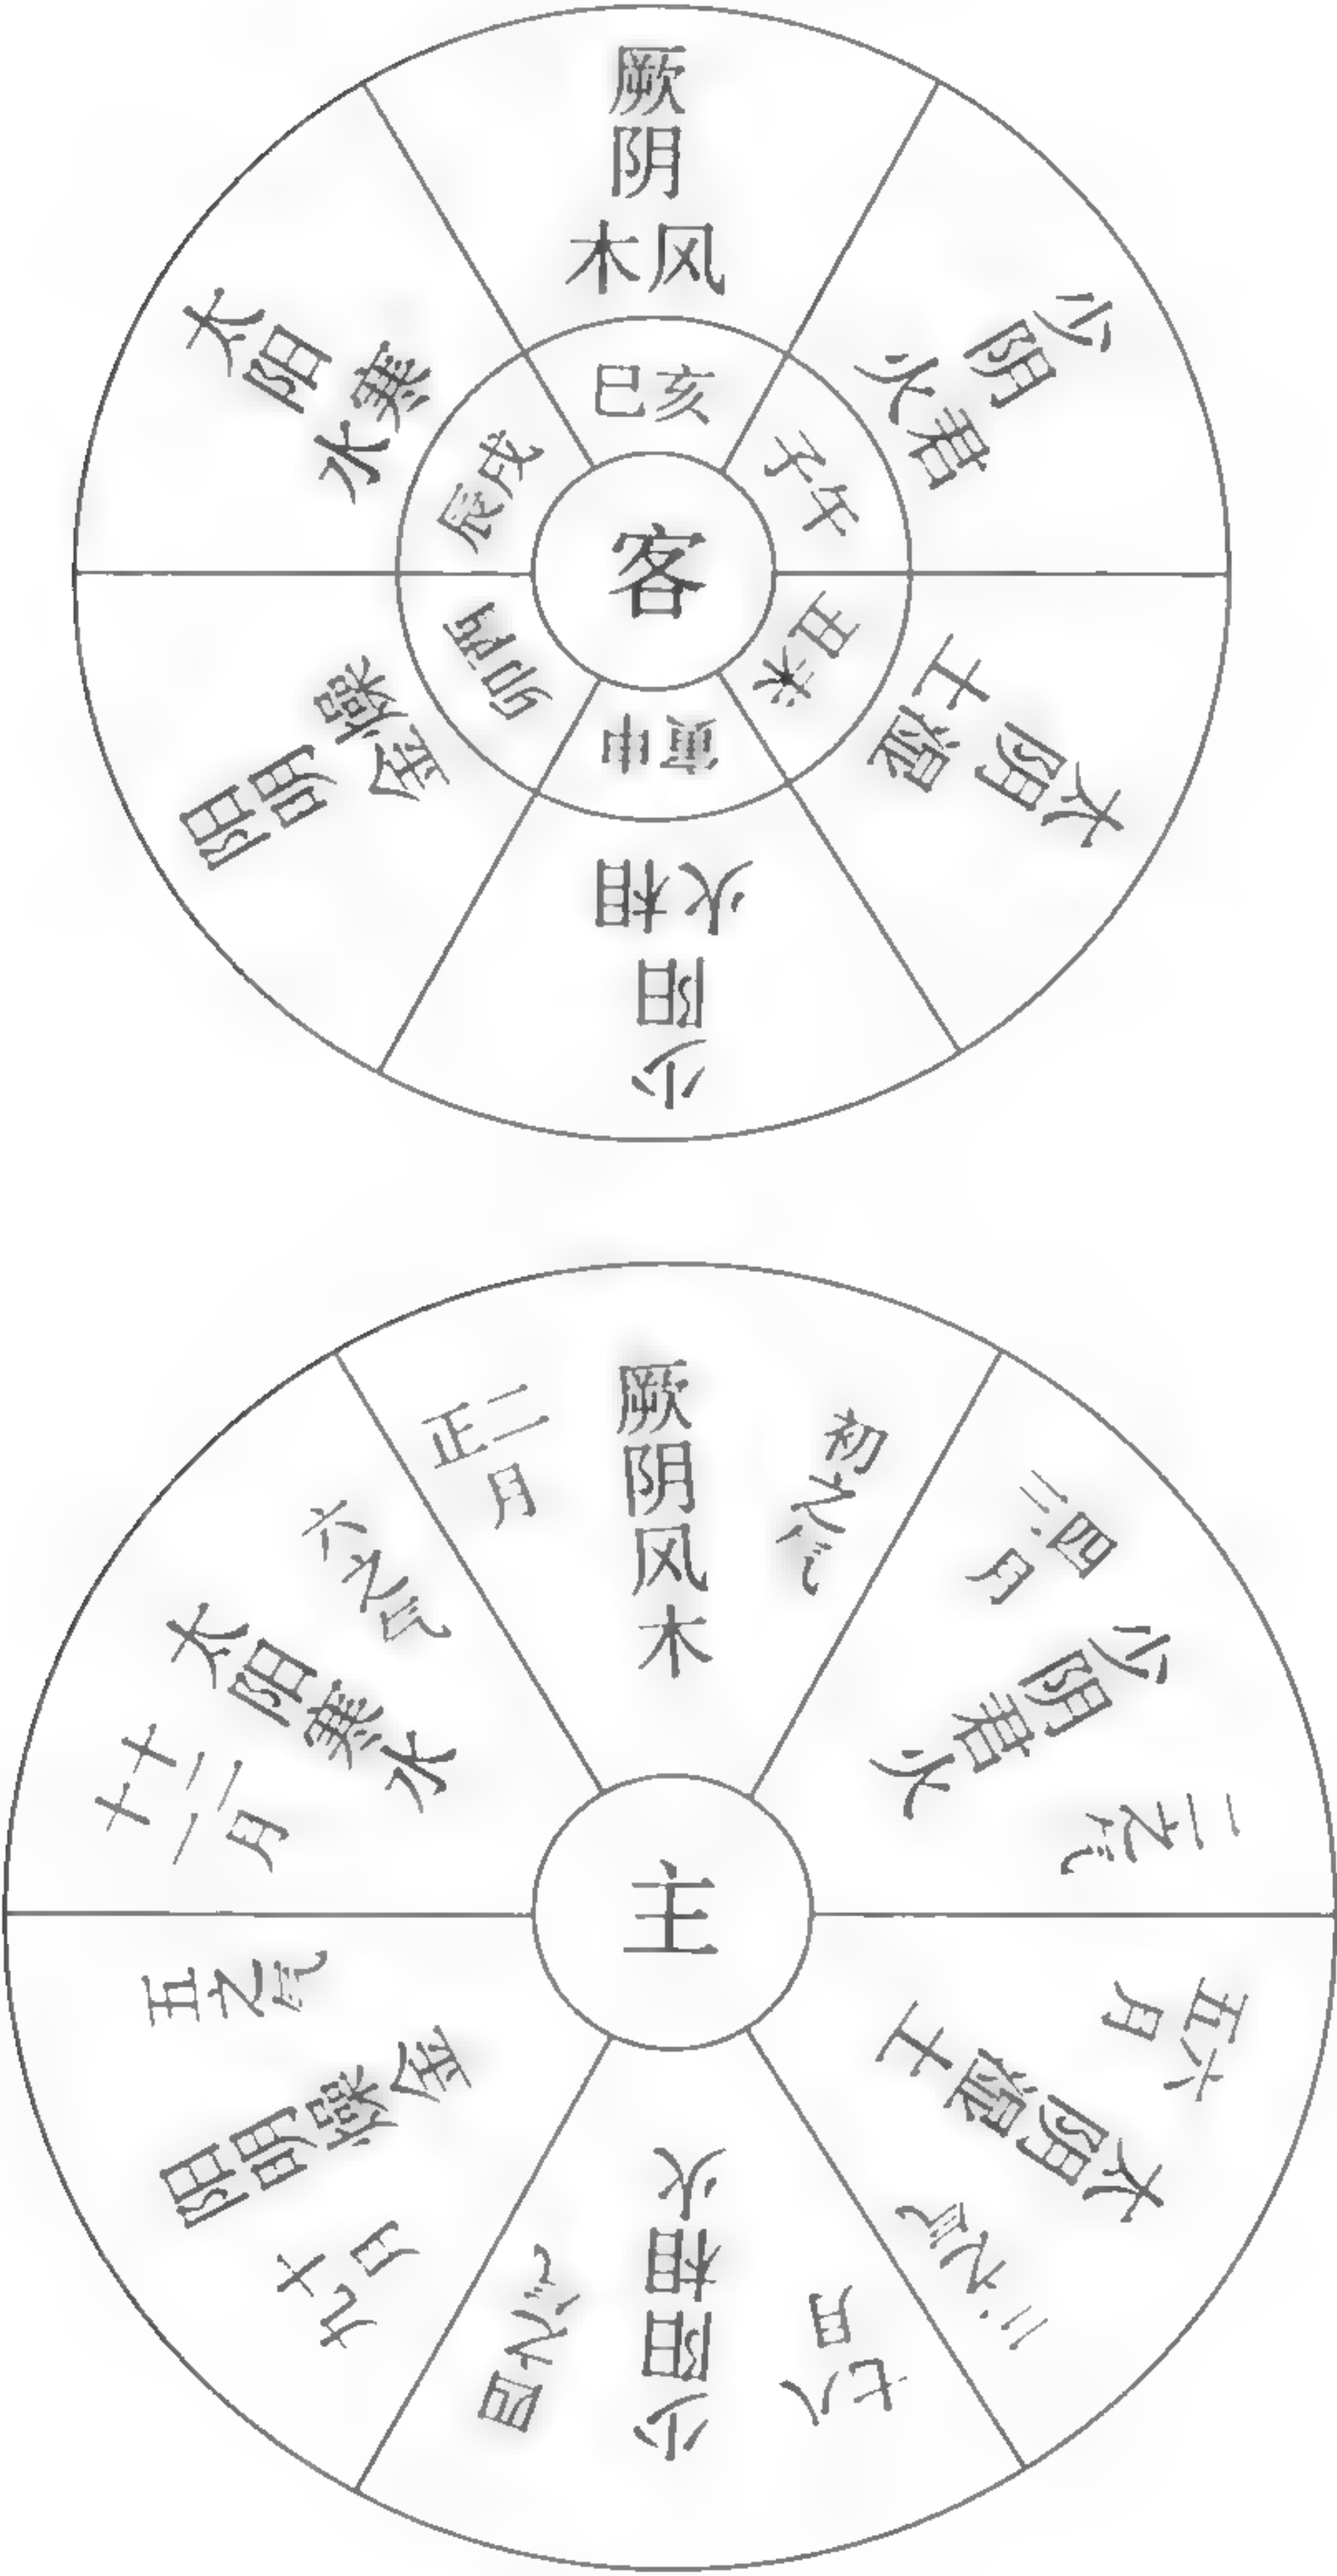 厥阴
风木
少阴
君火
太阴
湿土
少阳
相火
阳明
燥金
太阳
寒水
巳亥
子午
丑未
寅申
卯酉
辰戌
客
初之气
厥阴风木
正二月
二之气
少阴君火
三四月
三之气
太阴湿土
五六月
四之气
少阳相火
七八月
五之气
阳明燥金
九十月
六之气
太阳寒水
十一十二月
主